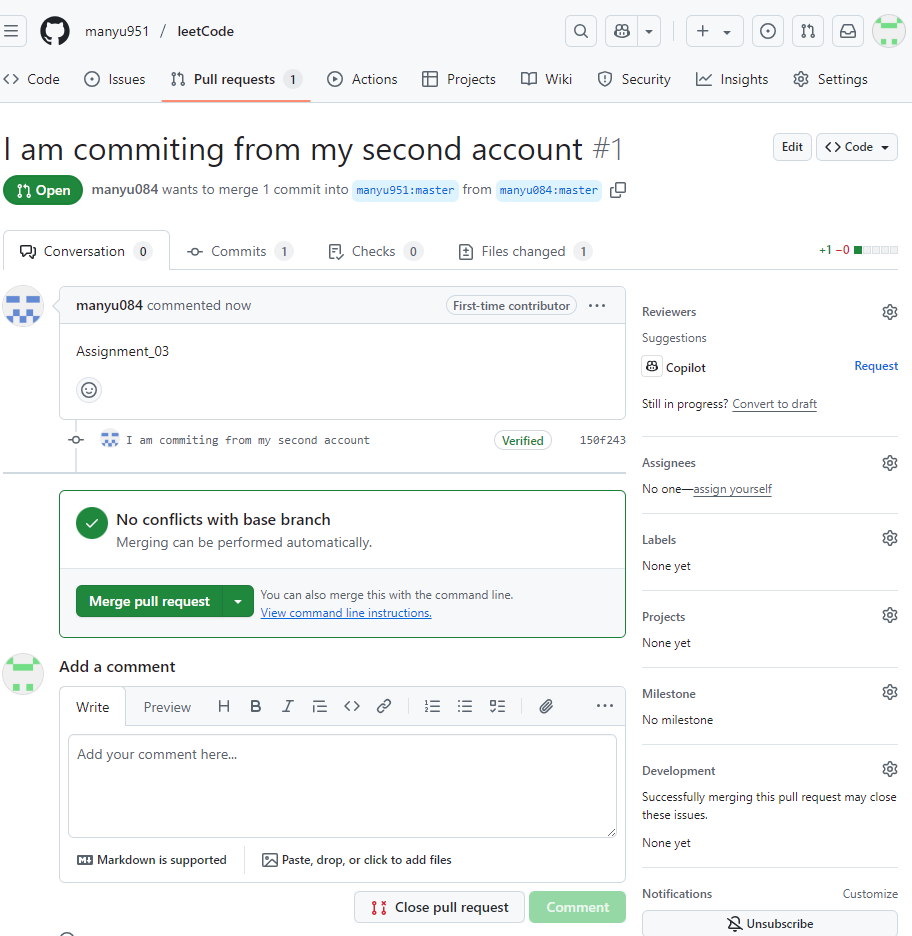 manyu951 / leetCode
Code Issues Pull requests 1 Actions Projects Wiki Security Insights Settings
I am commiting from my second account #1
Edit
Code
Open
manyu084 wants to merge 1 commit into manyu951:master from manyu084:master
Conversation 0
Commits 1
Checks 0
Files changed 1
+1 −0
manyu084 commented now
First-time contributor
Assignment_03
I am commiting from my second account
Verified
150f243
No conflicts with base branch
Merging can be performed automatically.
Merge pull request
You can also merge this with the command line.
View command line instructions.
Add a comment
Write
Preview
H B I
Add your comment here...
Markdown is supported
Paste, drop, or click to add files
Close pull request
Comment
Reviewers
Suggestions
Copilot
Request
Still in progress? Convert to draft
Assignees
No one—assign yourself
Labels
None yet
Projects
None yet
Milestone
No milestone
Development
Successfully merging this pull request may close
these issues.
None yet
Notifications
Customize
Unsubscribe